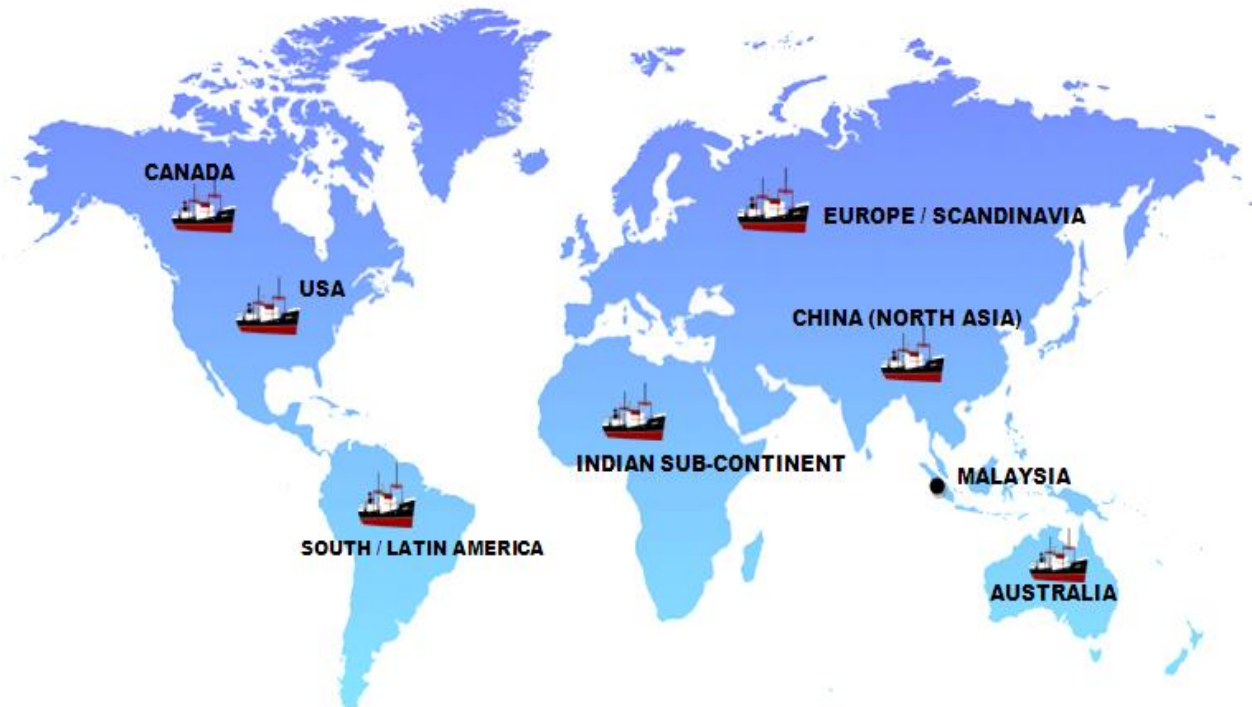 CANADA
EUROPE / SCANDINAVIA
USA
CHINA (NORTH ASIA)
INDIAN SUB-CONTINENT
MALAYSIA
SOUTH / LATIN AMERICA
AUSTRALIA